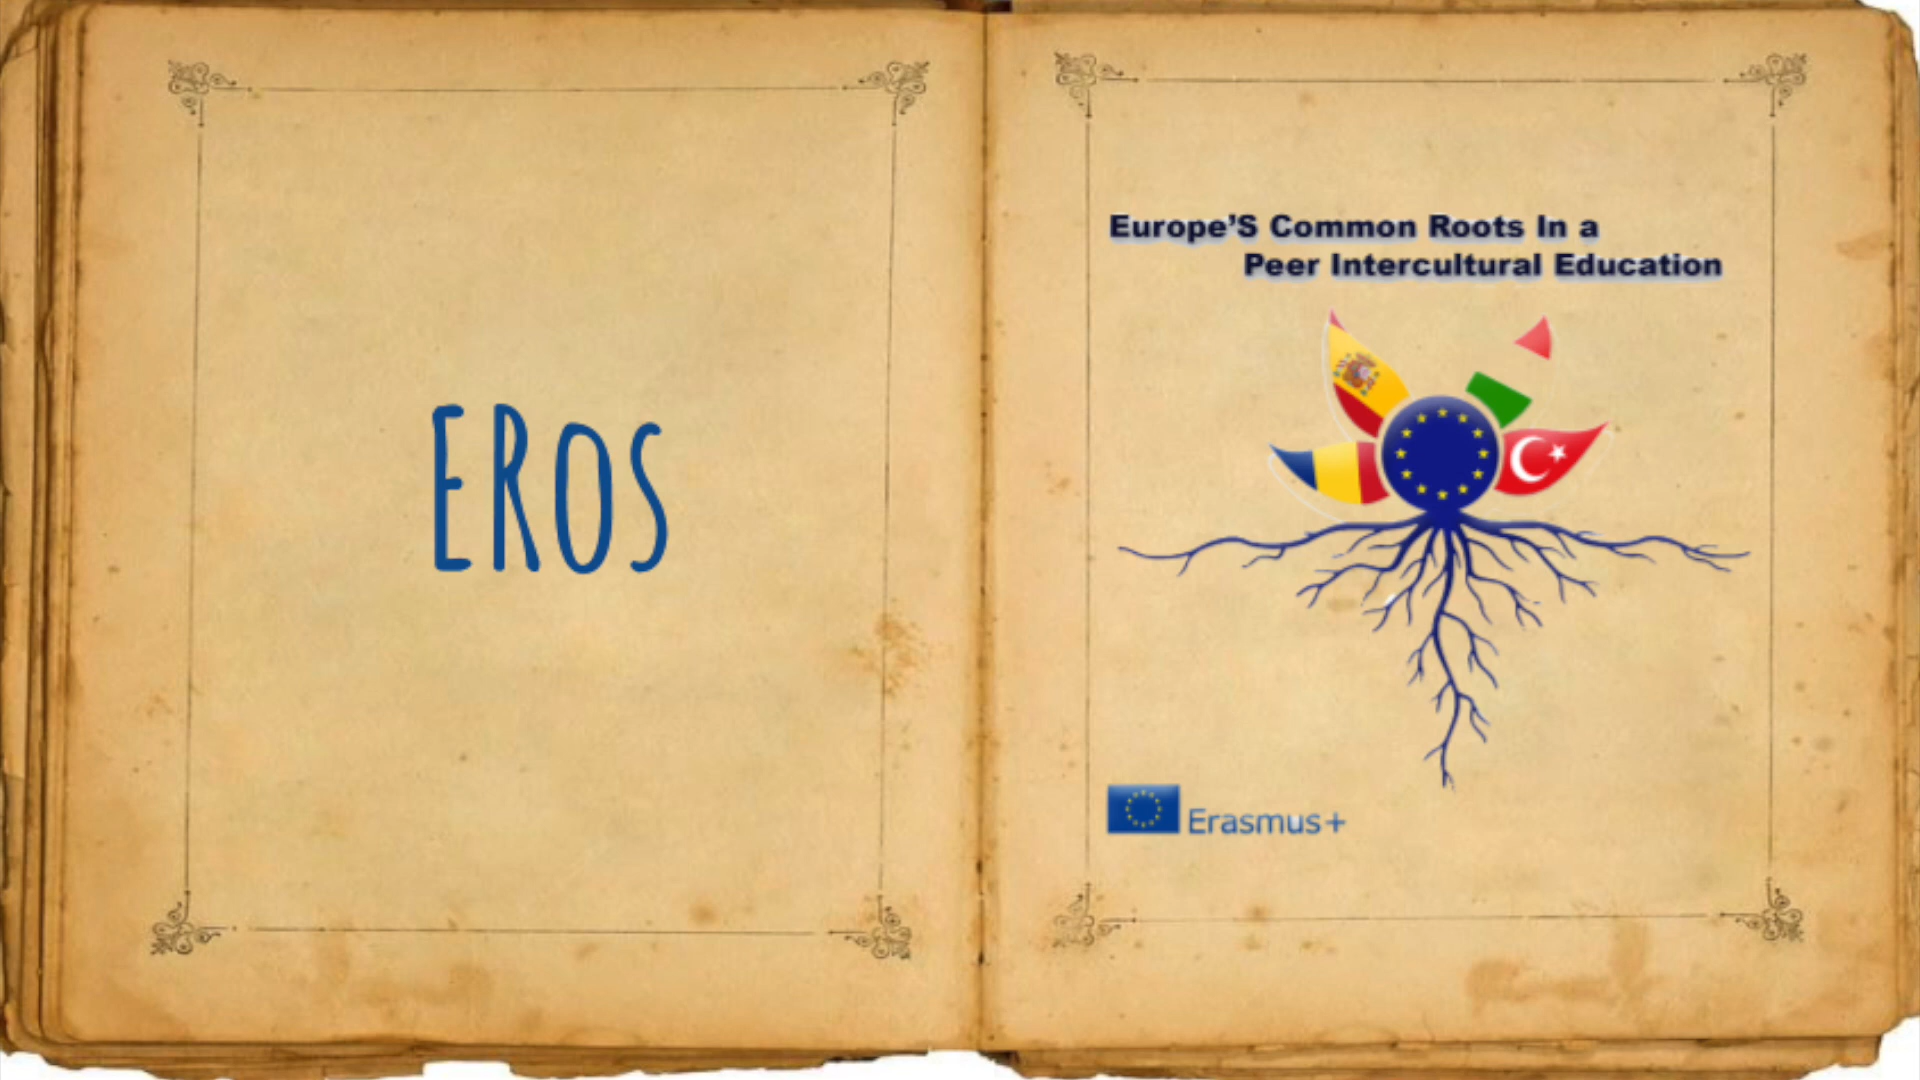 EROS
Europe'S Common Roots In a
Peer Intercultural Education
Erasmus+